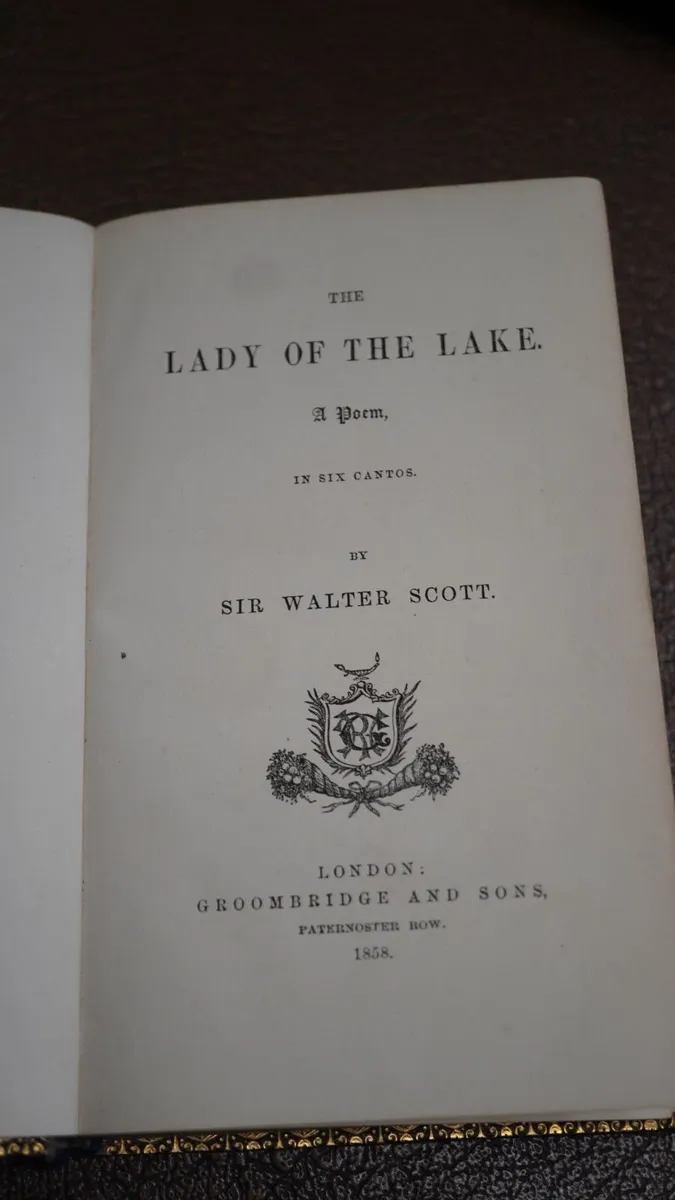 THE
LADY OF THE LAKE.
A Poem,
IN SIX CANTOS.
BY
SIR WALTER SCOTT.
LONDON:
GROOMBRIDGE AND SONS,
PATERNOSTER ROW.
1858.